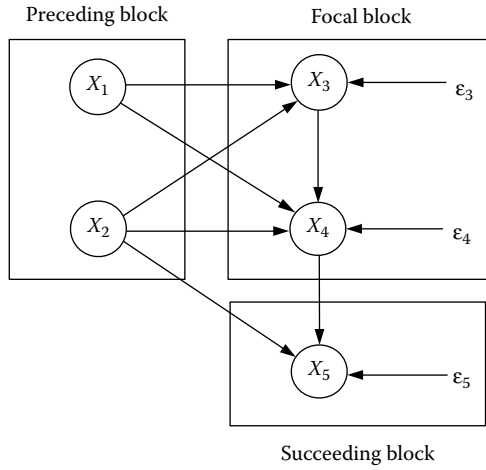 Preceding block
Focal block
X1
X3
ε3
X2
X4
ε4
X5
ε5
Succeeding block